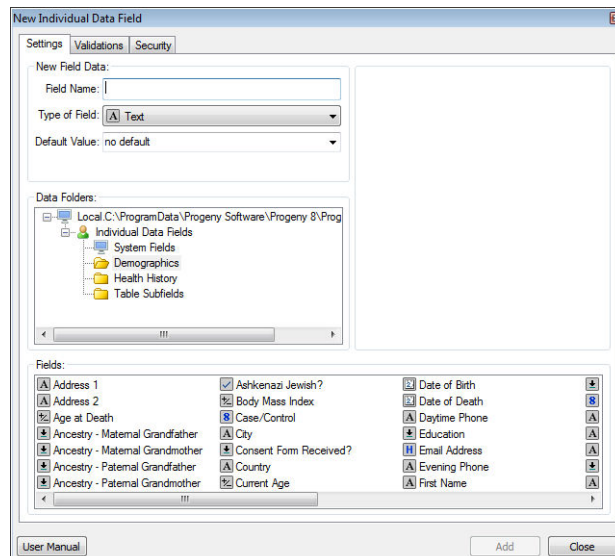 New Individual Data Field
Settings Validations Security
New Field Data:
Field Name:
Type of Field: A Text
Default Value: no default
Data Folders:
Local.C:\ProgramData\Progeny Software\Progeny 8\Prog
Individual Data Fields
System Fields
Demographics
Health History
Table Subfields
Fields:
A Address 1
A Address 2
Age at Death
Ancestry - Maternal Grandfather
Ancestry - Maternal Grandmother
Ancestry - Paternal Grandfather
Ancestry - Paternal Grandmother
Ashkenazi Jewish?
Body Mass Index
8 Case/Control
A City
Consent Form Received?
A Country
Current Age
Date of Birth
Date of Death
A Daytime Phone
Education
H Email Address
A Evening Phone
A First Name
8
A
A
A
A
User Manual Add Close